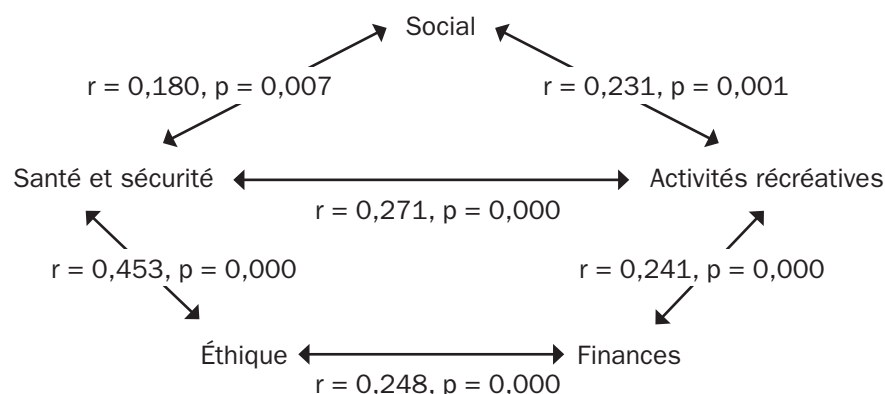 Social
r = 0,180, p = 0,007
r = 0,231, p = 0,001
Santé et sécurité
Activités récréatives
r = 0,271, p = 0,000
r = 0,453, p = 0,000
r = 0,241, p = 0,000
Éthique
Finances
r = 0,248, p = 0,000